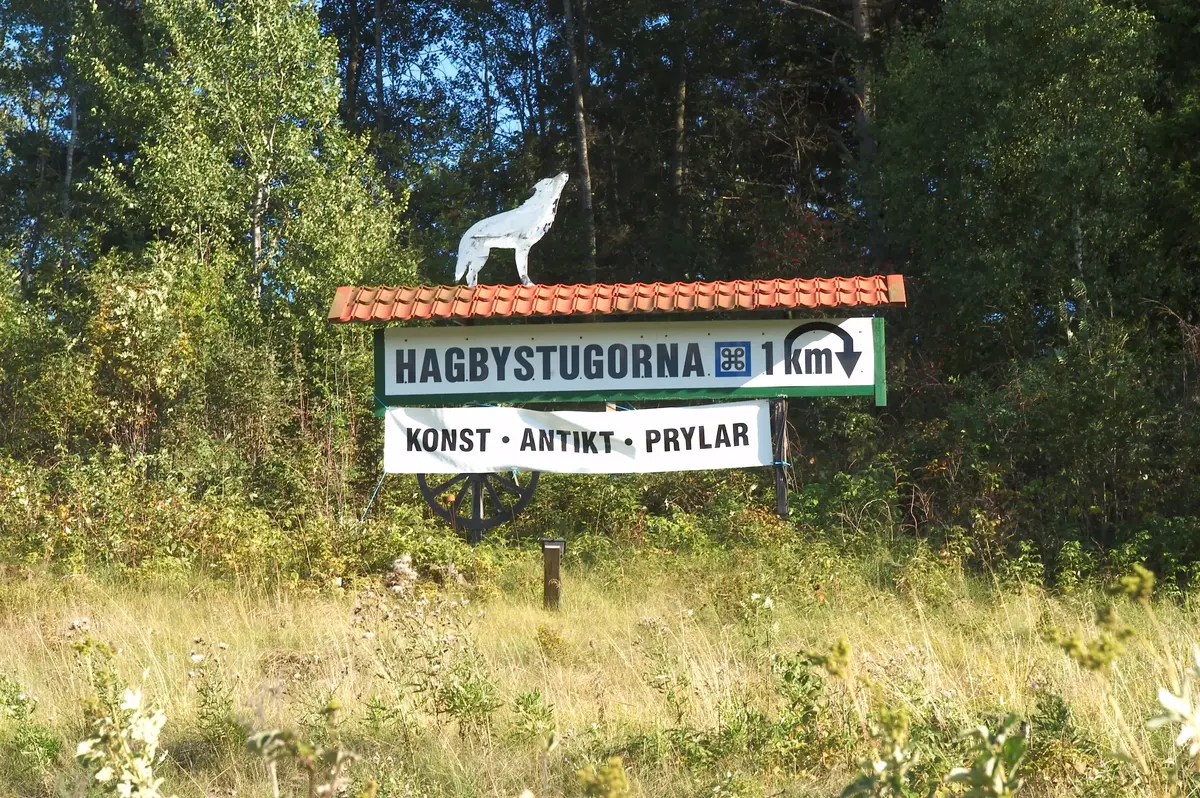 HAGBYSTUGORNA ⌘ 1 km
KONST • ANTIKT • PRYLAR